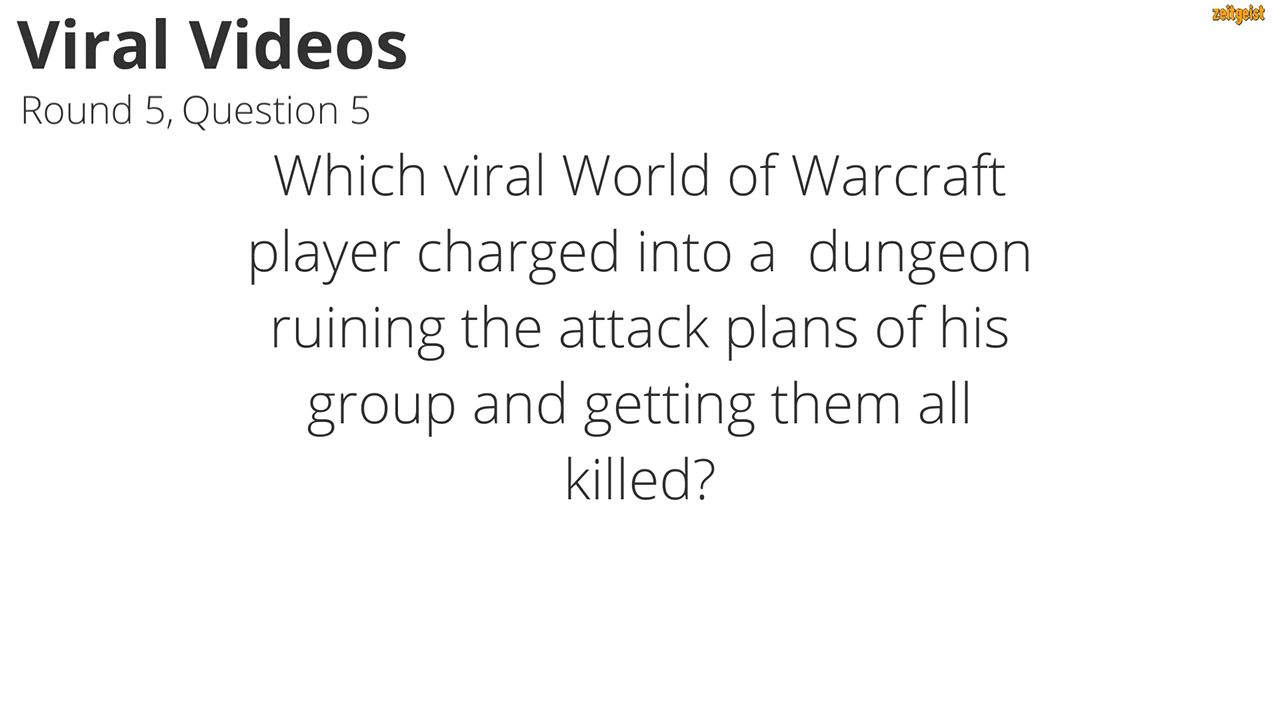 zeitgeist
Viral Videos
Round 5, Question 5
Which viral World of Warcraft
player charged into a  dungeon
ruining the attack plans of his
group and getting them all
killed?